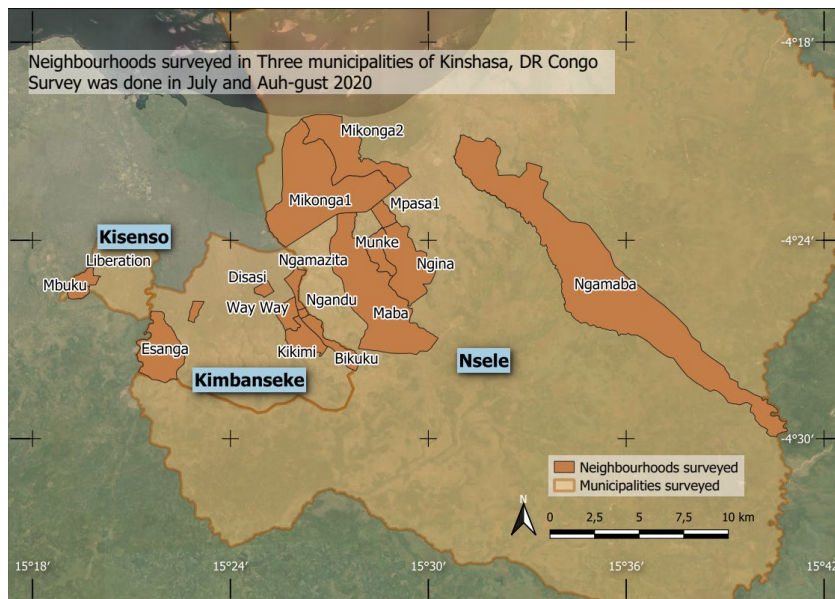 Neighbourhoods surveyed in Three municipalities of Kinshasa, DR Congo
Survey was done in July and Auh-gust 2020
-4°18'
Mikonga2
Mikonga1
Mpasa1
Kisenso
Munke
-4°24'
Liberation
Ngamazita
Ngina
Mbuku
Disasi
Ngamaba
Way Way
Ngandu
Maba
Esanga
Kikimi
Bikuku
Nsele
Kimbanseke
-4°30'
Neighbourhoods surveyed
Municipalities surveyed
N
0 2,5 5 7,5 10 km
15°18' 15°24' 15°30' 15°36' 15°42'